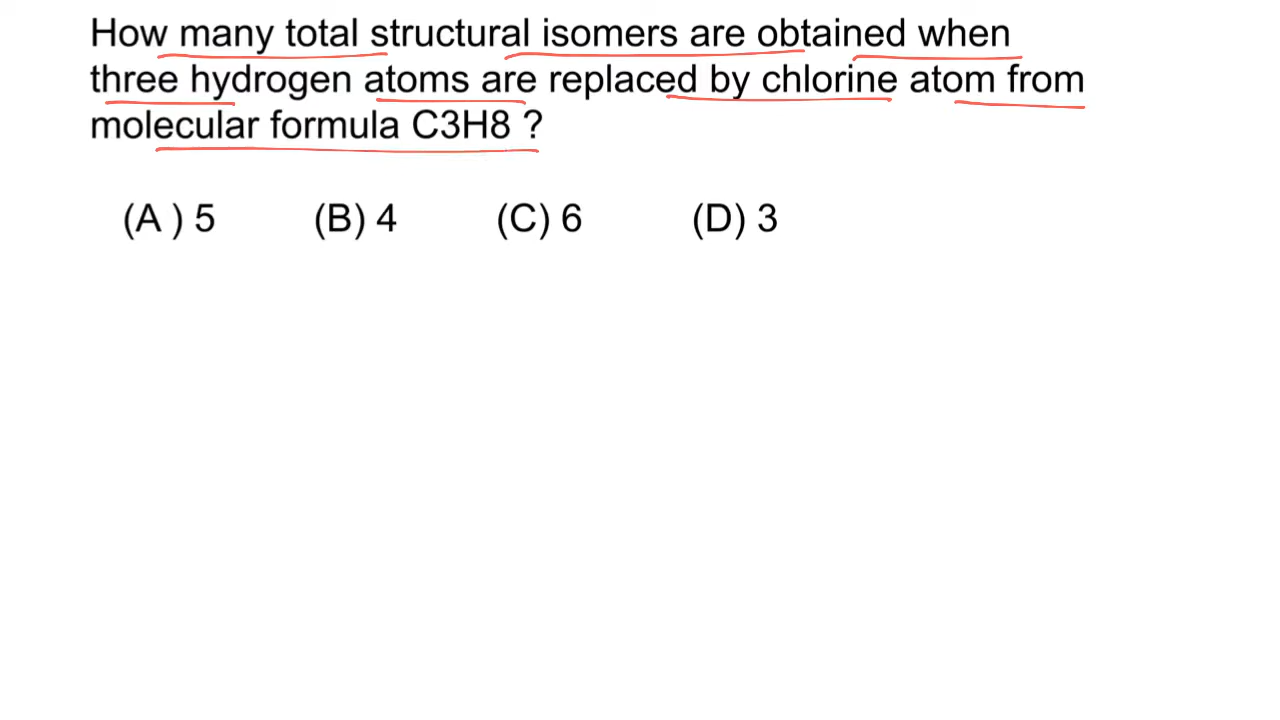 How many total structural isomers are obtained when
three hydrogen atoms are replaced by chlorine atom from
molecular formula C3H8 ?
(A ) 5 (B) 4 (C) 6 (D) 3